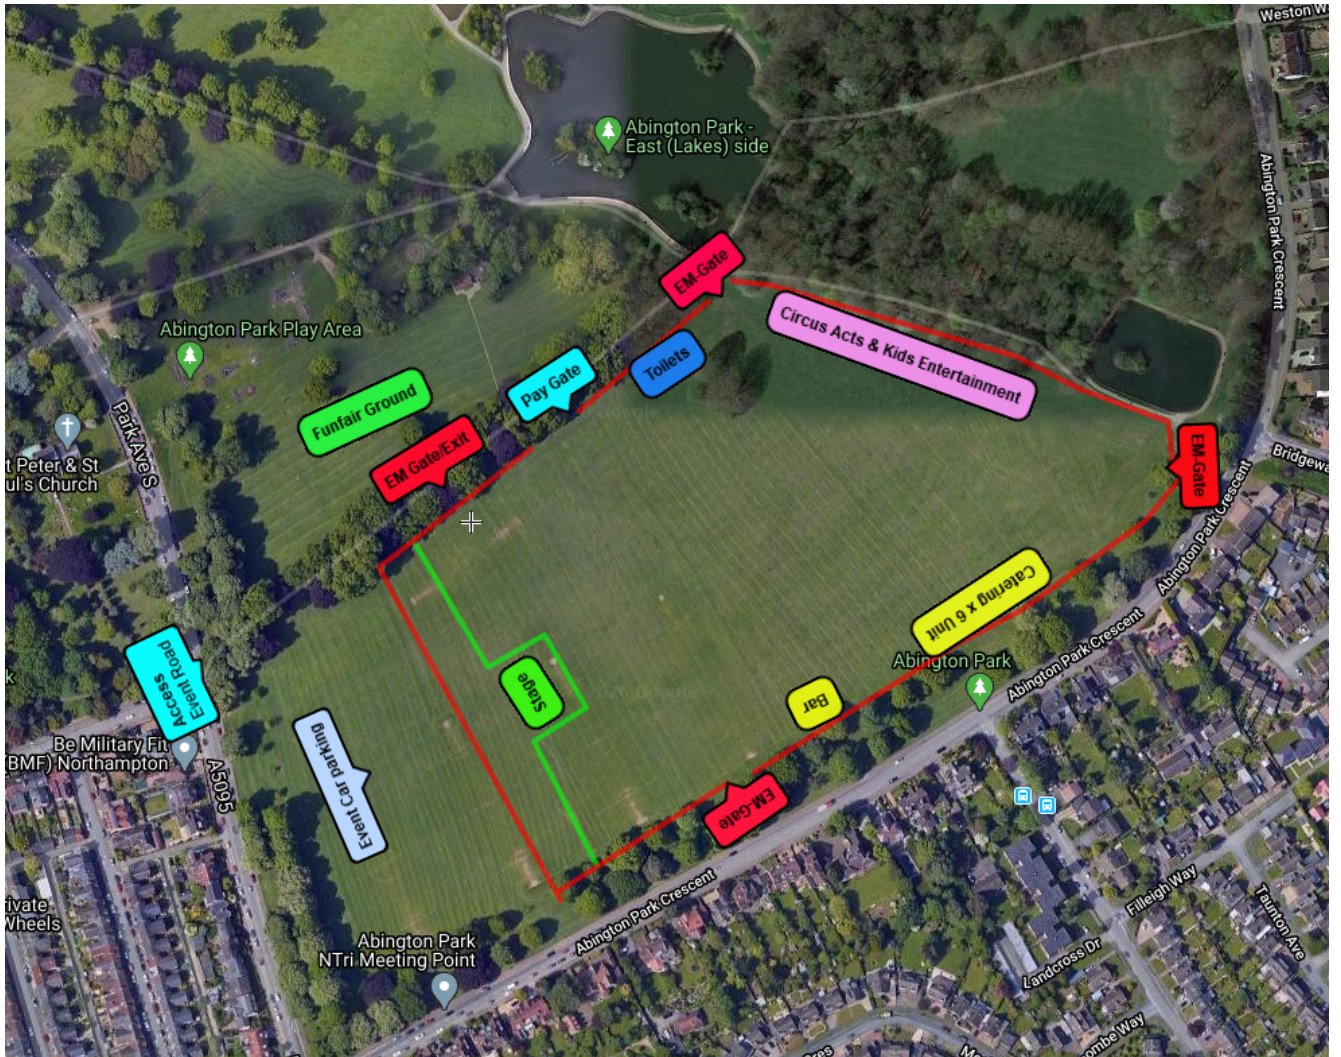 Weston W
Abington Park -
East (Lakes) side
Abington Park Crescent
EM-Gate
Circus Acts & Kids Entertainment
Abington Park Play Area
Toilets
Pay Gate
Funfair Ground
EM Gate/Exit
Park Ave S
t Peter & St
ul's Church
EM-Gate
Bridgewa
Abington Park Crescent
Google
Catering x 6 Unit
Abington Park
Abington Park Crescent
Access
Event Road
Stage
Bar
k
Be Military Fit
(BMF) Northampton
A5095
Event Car parking
EM-Gate
rivate
Wheels
Abington Park
NTri Meeting Point
Abington Park Crescent
Filleigh Way
Taunton Ave
Landcross Dr
ombe Way